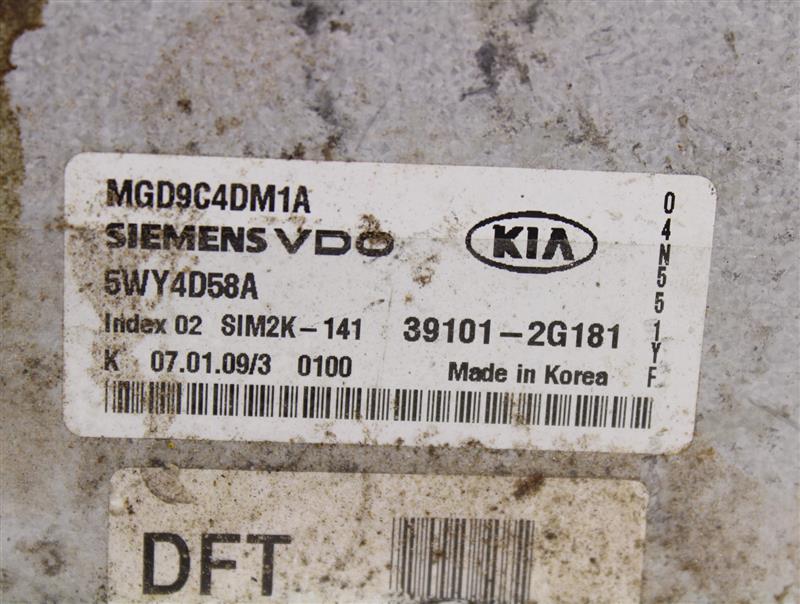 MGD9C4DM1A
SIEMENS VDO KIA
5WY4D58A
Index 02 SIM2K-141 39101-2G181
K 07.01.09/3 0100 Made in Korea
04N551YF
DFT